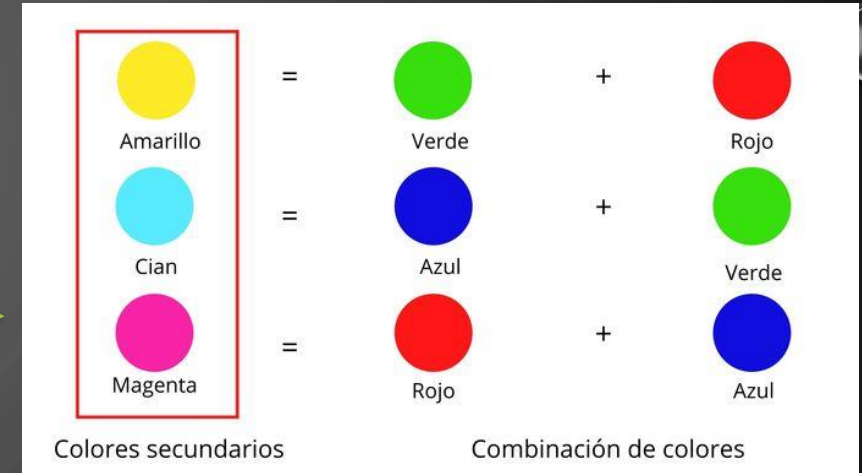 = +
Amarillo Verde Rojo
= +
Cian Azul Verde
= +
Magenta Rojo Azul
Colores secundarios Combinación de colores